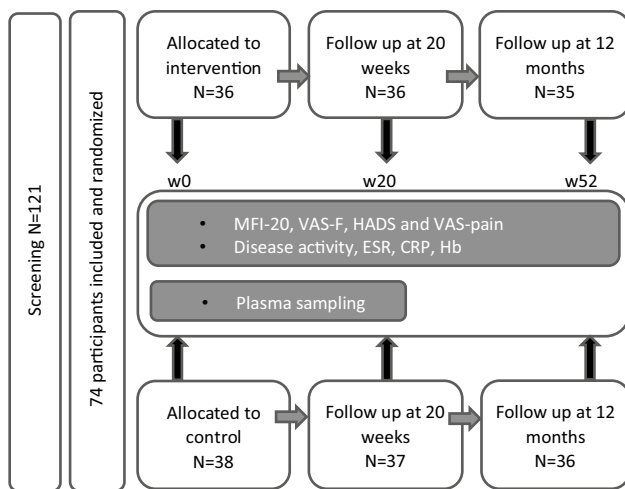 Screening N=121
74 participants included and randomized
Allocated to
intervention
N=36
Follow up at 20
weeks
N=36
Follow up at 12
months
N=35
w0
w20
w52
• MFI-20, VAS-F, HADS and VAS-pain
• Disease activity, ESR, CRP, Hb
• Plasma sampling
Allocated to
control
N=38
Follow up at 20
weeks
N=37
Follow up at 12
months
N=36